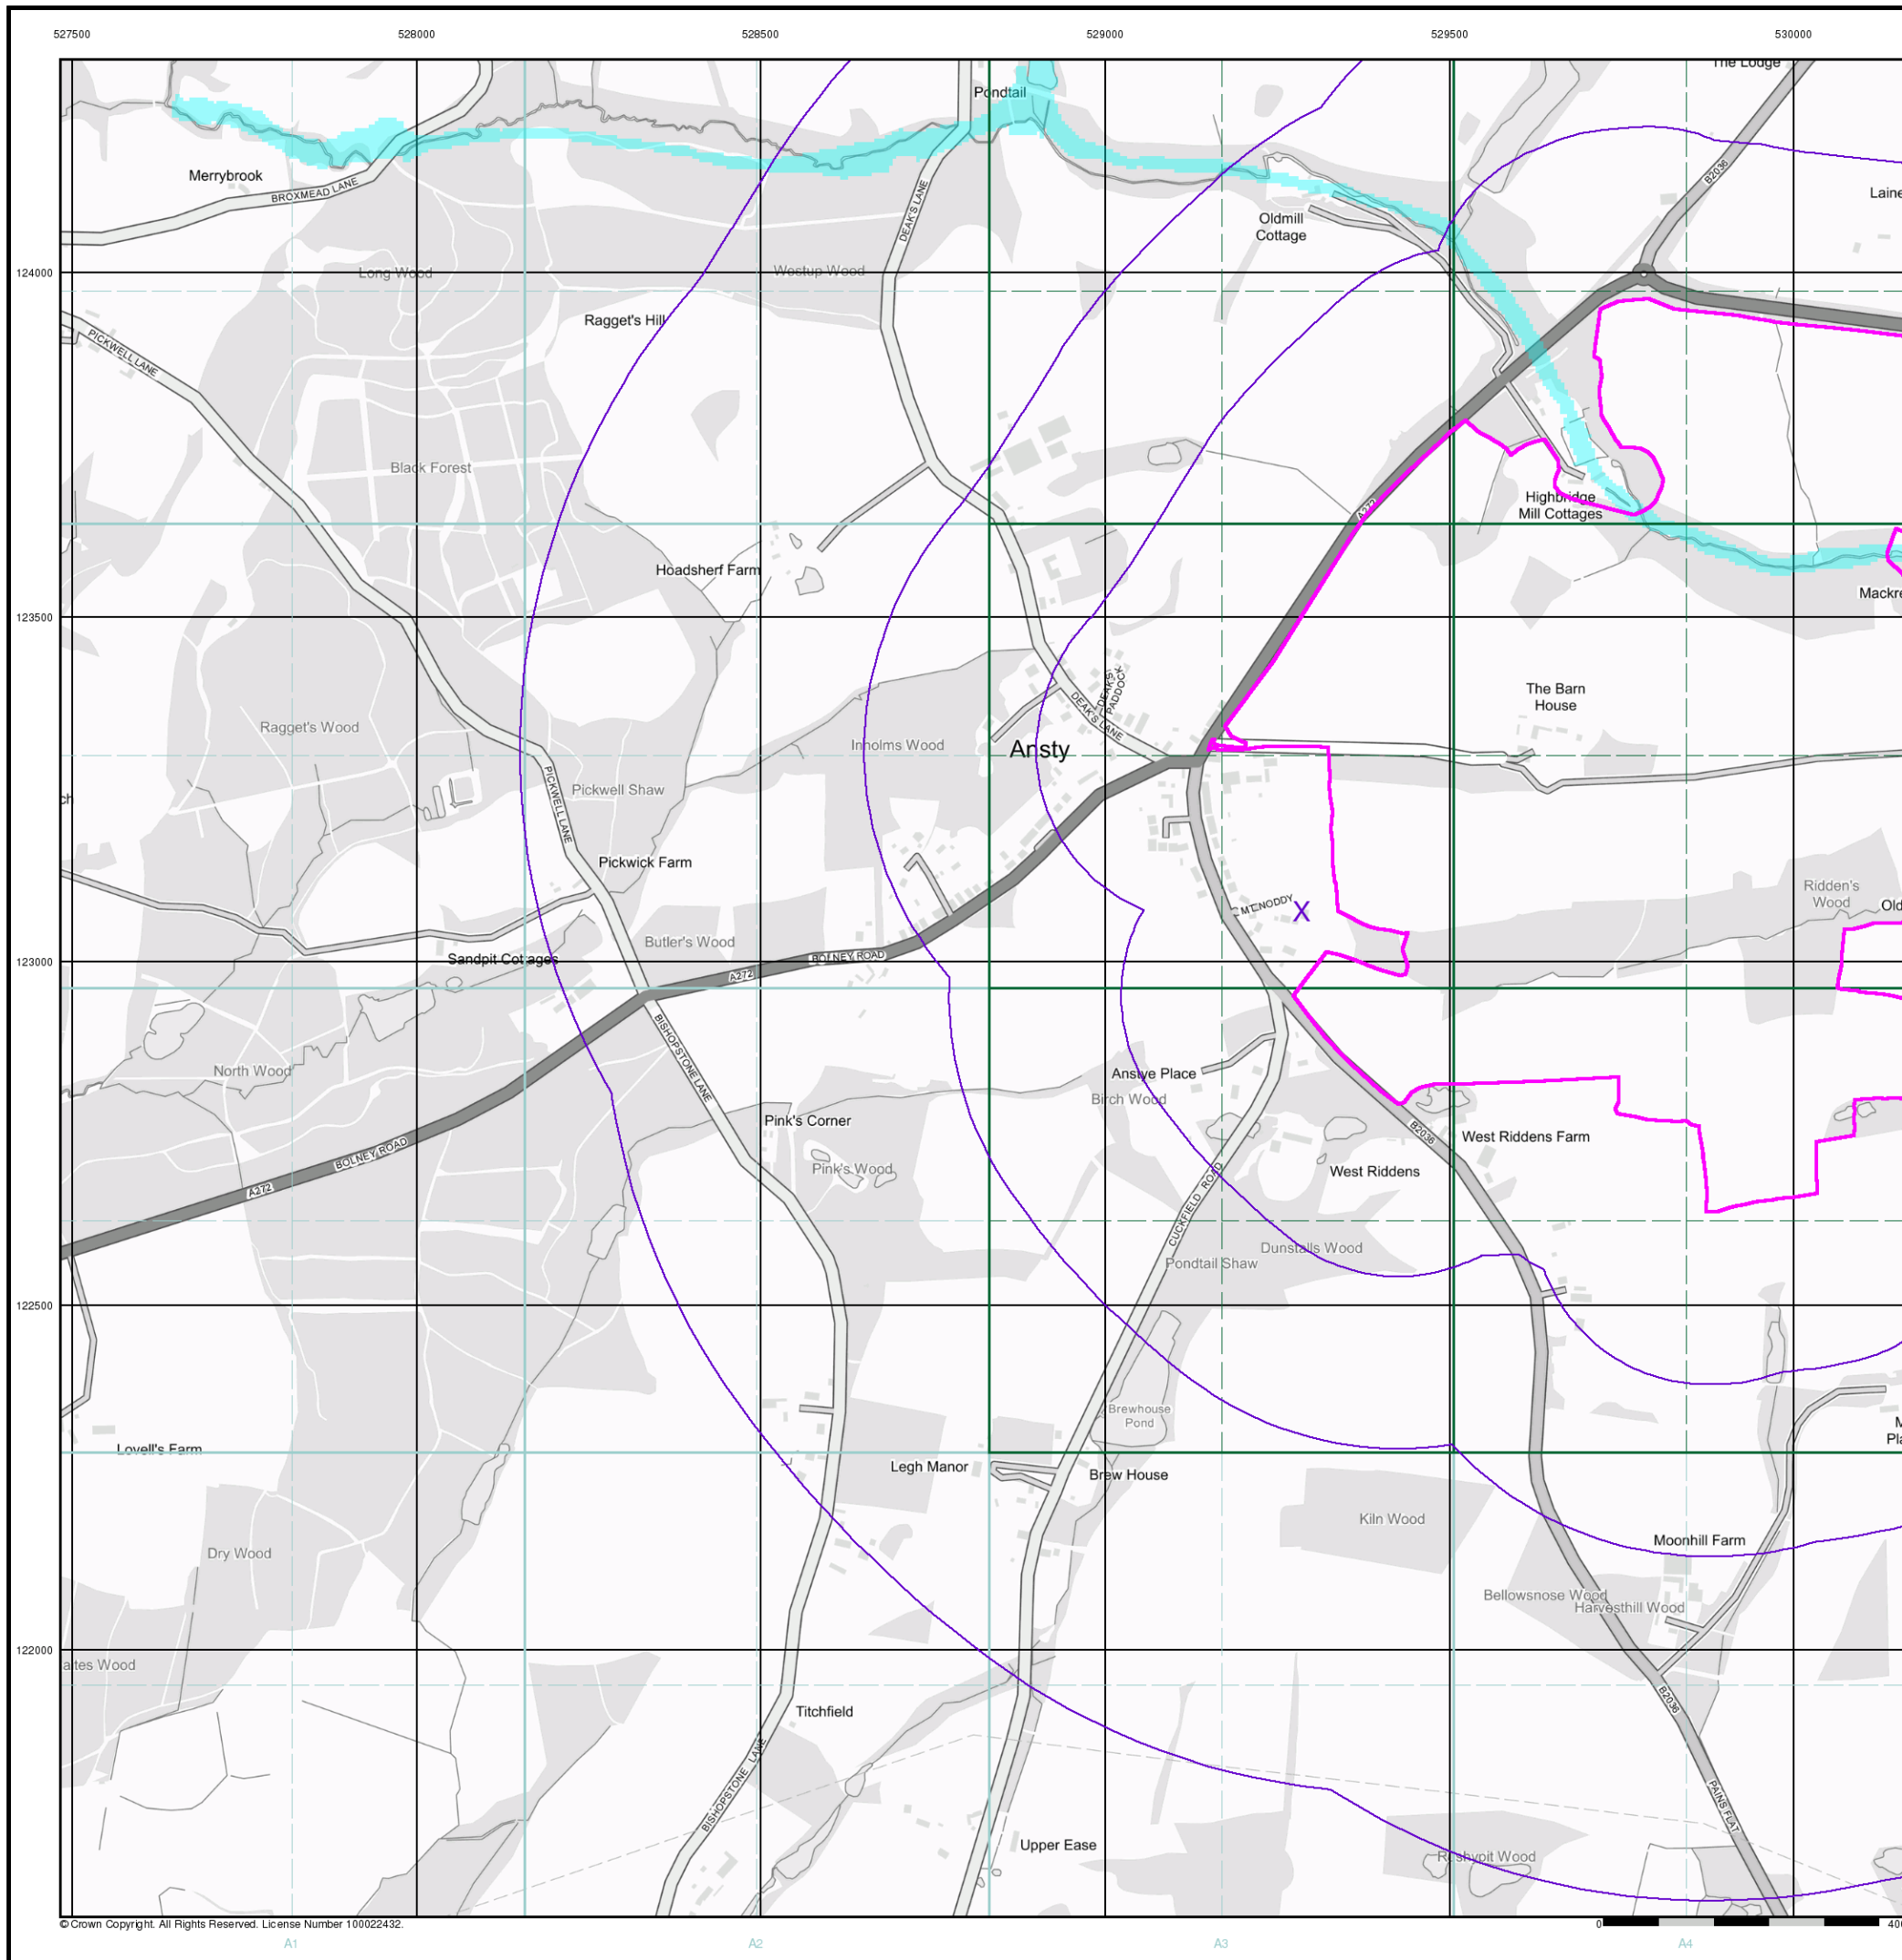 527500
528000
528500
529000
529500
530000
The Lodge
Pondtail
Merrybrook
BROXMEAD LANE
DEAK'S LANE
B2036
Oldmill
Cottage
124000
Long Wood
Westup Wood
Ragget's Hill
PICKWELL LANE
Black Forest
A272
Highbridge
Mill Cottages
Hoadsherf Farm
123500
DEAK'S
PADDOCK
DEAK'S LANE
The Barn
House
Ragget's Wood
Inholms Wood
Ansty
PICKWELL LANE
Pickwell Shaw
Pickwick Farm
Ridden's
Wood
MT NODDY
X
Butler's Wood
Sandpit Cottages
A272
BOLNEY ROAD
123000
BISHOPSTONE LANE
North Wood
Anstye Place
Birch Wood
Pink's Corner
B2036
West Riddens Farm
BOLNEY ROAD
Pink's Wood
West Riddens
A272
CUCKFIELD ROAD
Dunstalls Wood
Pondtail Shaw
122500
Brewhouse
Pond
Lovell's Farm
Legh Manor
Brew House
Kiln Wood
Dry Wood
Moonhill Farm
Bellowsnose Wood
Harvesthill Wood
122000
ates Wood
B2036
Titchfield
BISHOPSTONE LANE
PAINS FLAT
Upper Ease
© Crown Copyright. All Rights Reserved. License Number 100022432.
0
A1
A2
A3
A4